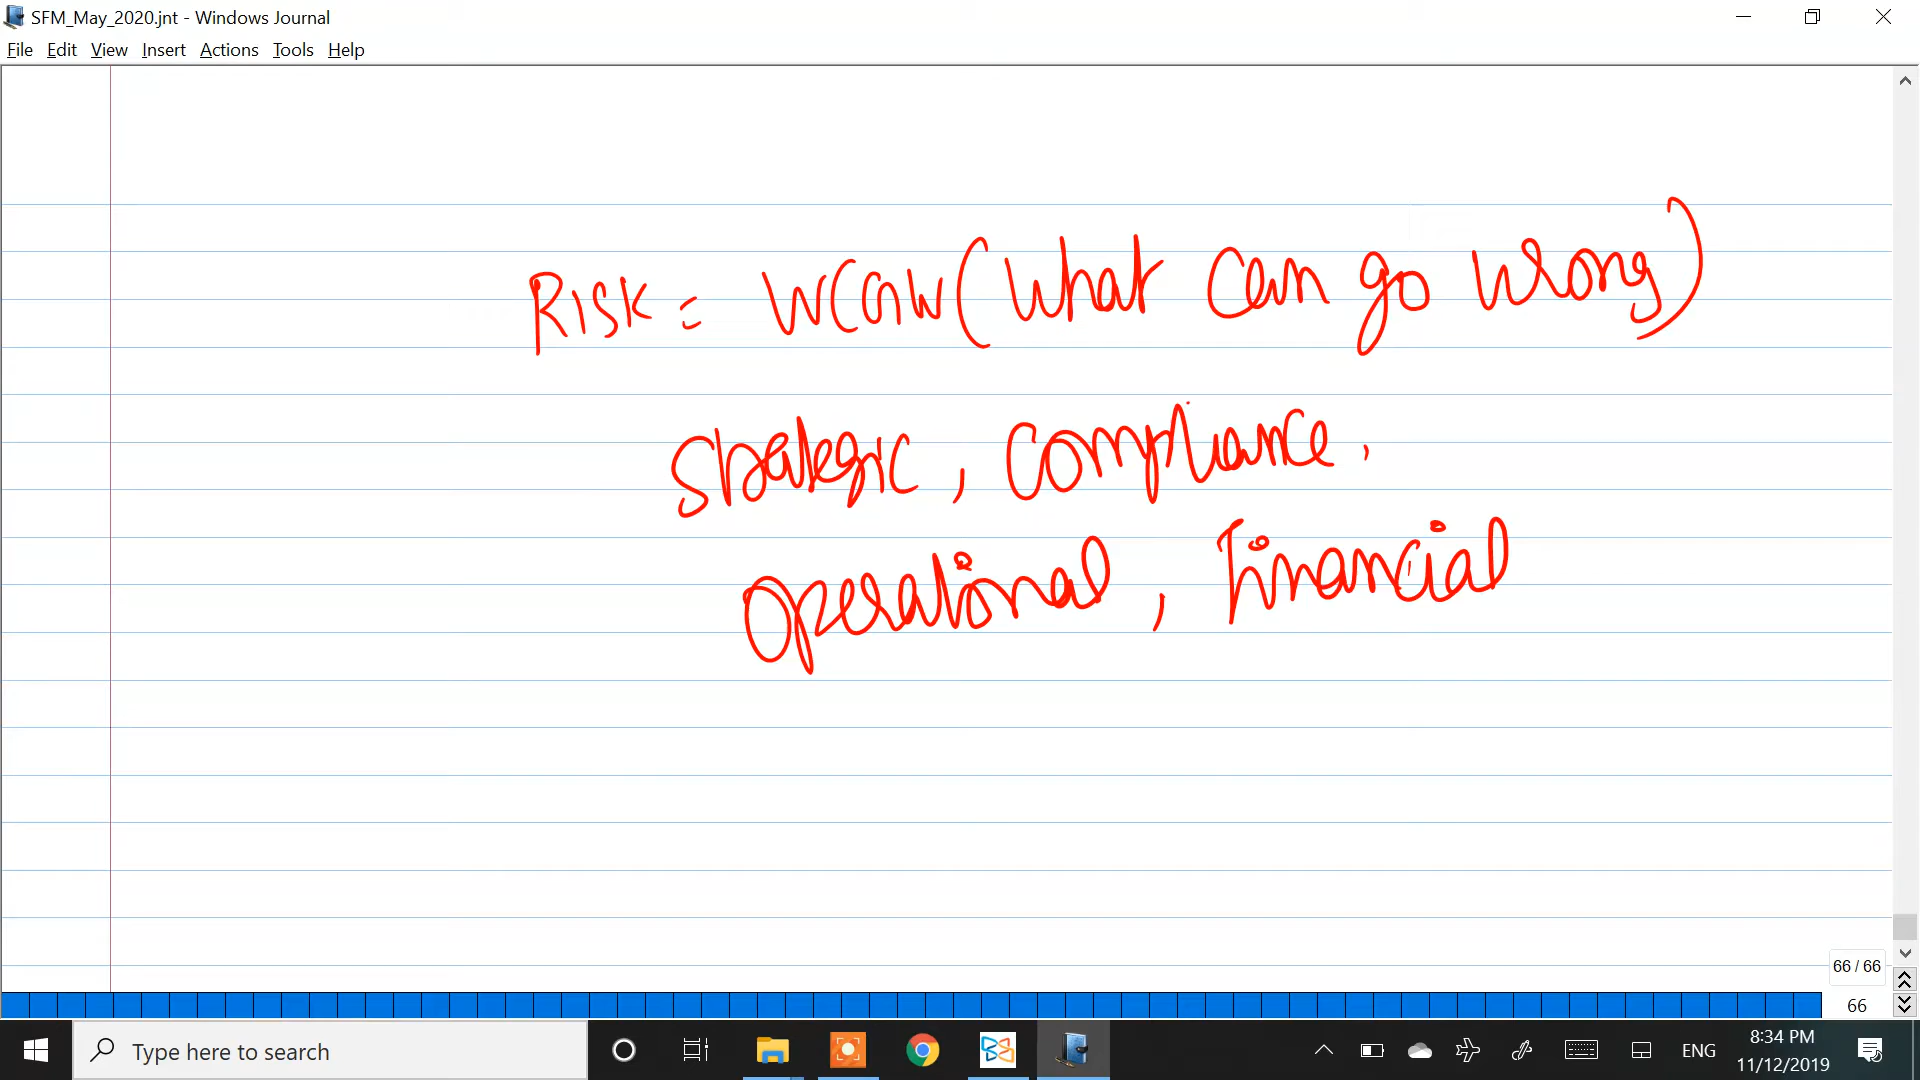 SFM_May_2020.jnt - Windows Journal
File Edit View Insert Actions Tools Help
RISK = WCGW (What can go wrong)
Strategic, Compliance,
Operational, Financial
66 / 66
66
Type here to search
ENG
8:34 PM
11/12/2019